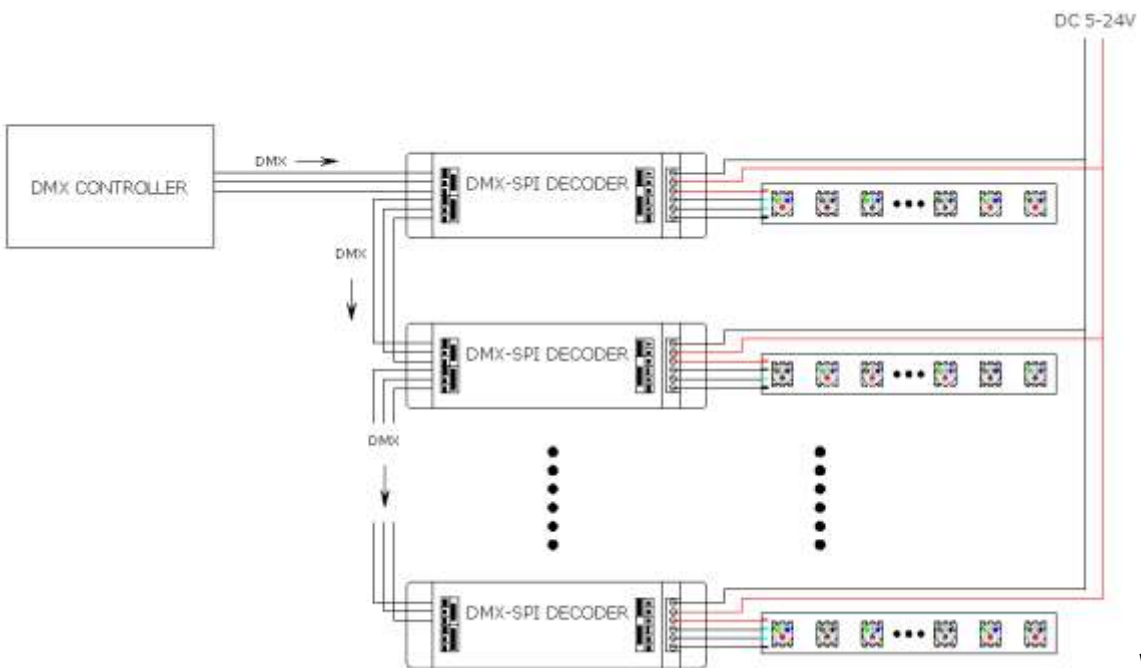 DC 5-24V
DMX CONTROLLER
DMX
DMX-SPI DECODER
DMX
DMX-SPI DECODER
DMX
DMX-SPI DECODER